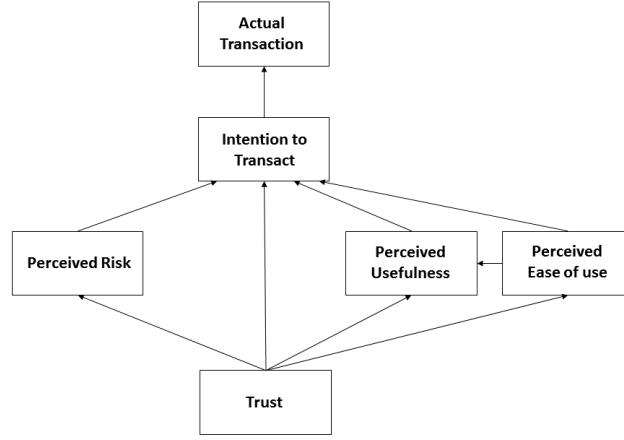 Actual
Transaction
Intention to
Transact
Perceived Risk
Perceived
Usefulness
Perceived
Ease of use
Trust